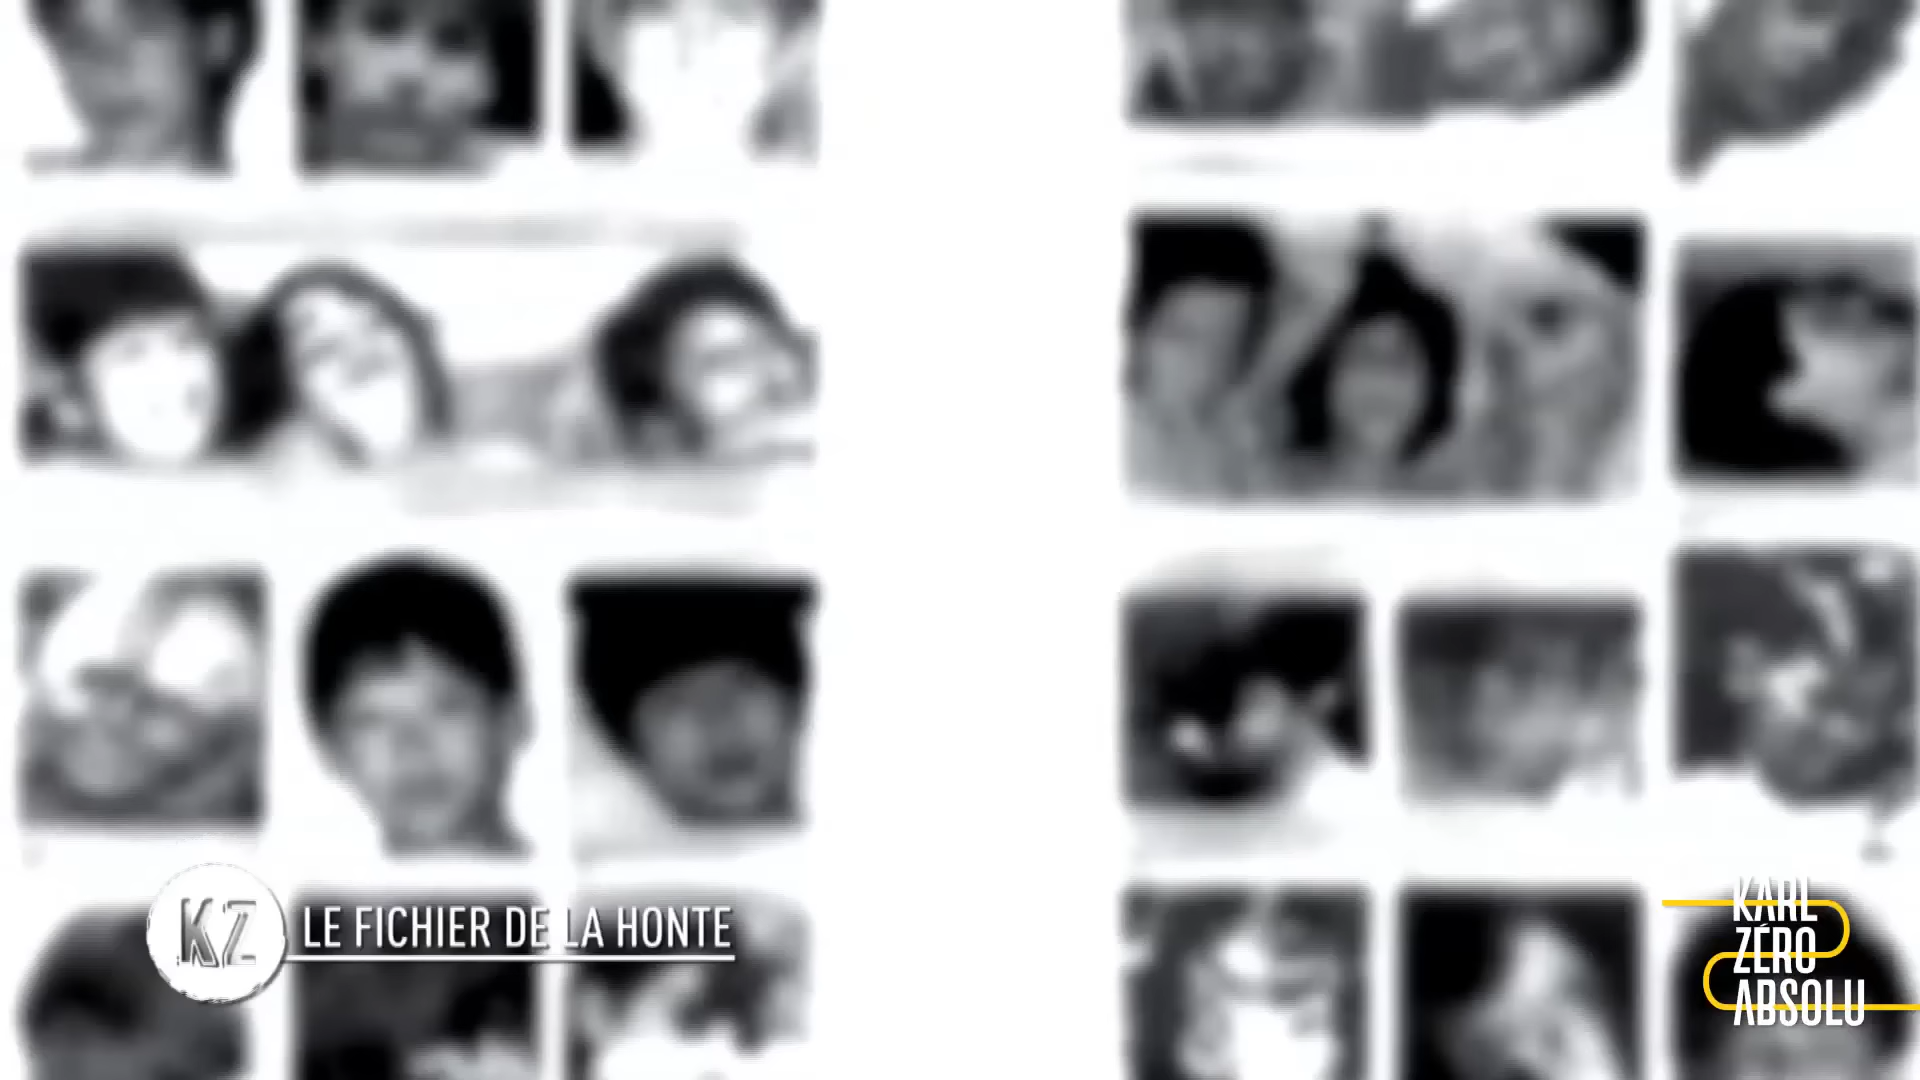 KZ
LE FICHIER DE LA HONTE
KARL
ZÉRO
ABSOLU